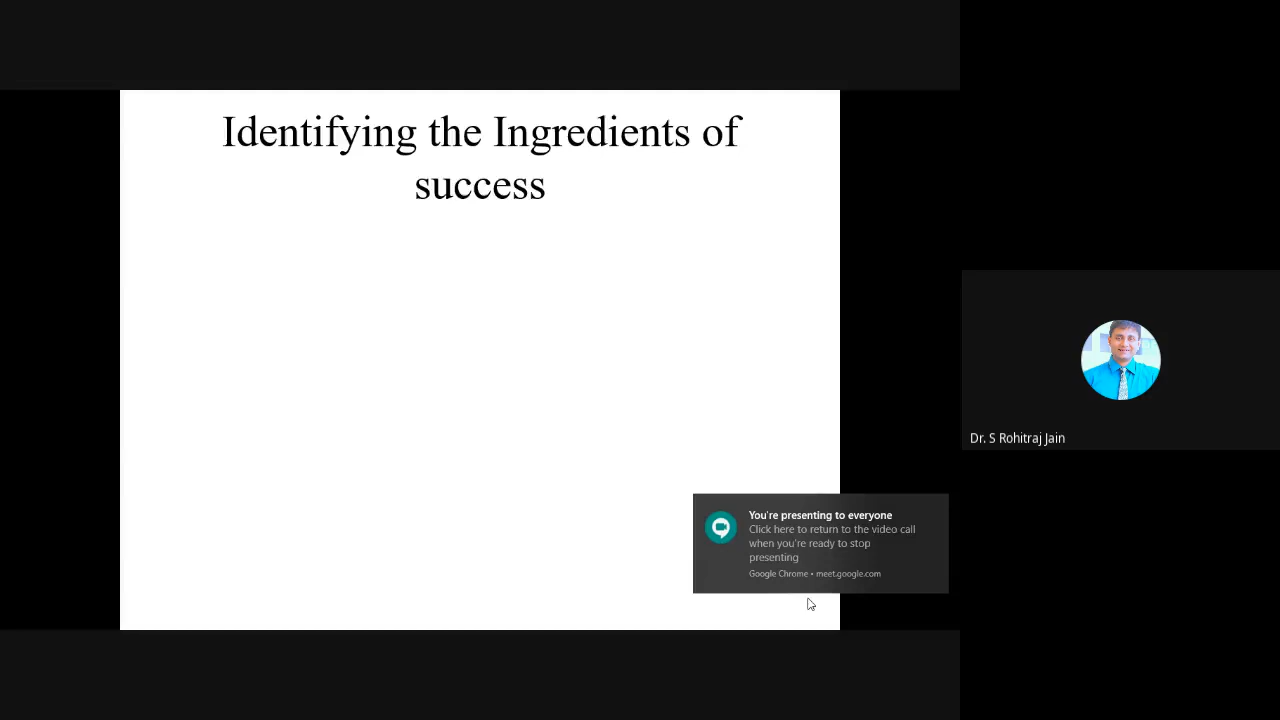 Identifying the Ingredients of
success
You're presenting to everyone
Click here to return to the video call
when you're ready to stop
presenting
Google Chrome • meet.google.com
Dr. S Rohitraj Jain